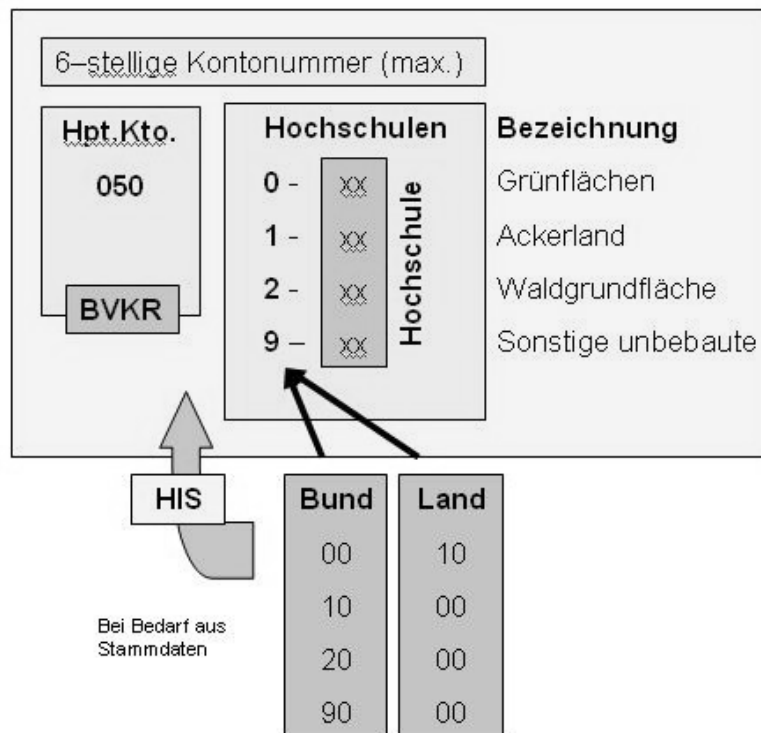 6–stellige Kontonummer (max.)
Hpt.Kto. Hochschulen Bezeichnung
050 0 - xx Grünflächen
1 - xx Ackerland
2 - xx Waldgrundfläche
BVKR 9 – xx Sonstige unbebaute
Hochschule
HIS Bund Land
00 10
10 00
Bei Bedarf aus
Stammdaten
20 00
90 00